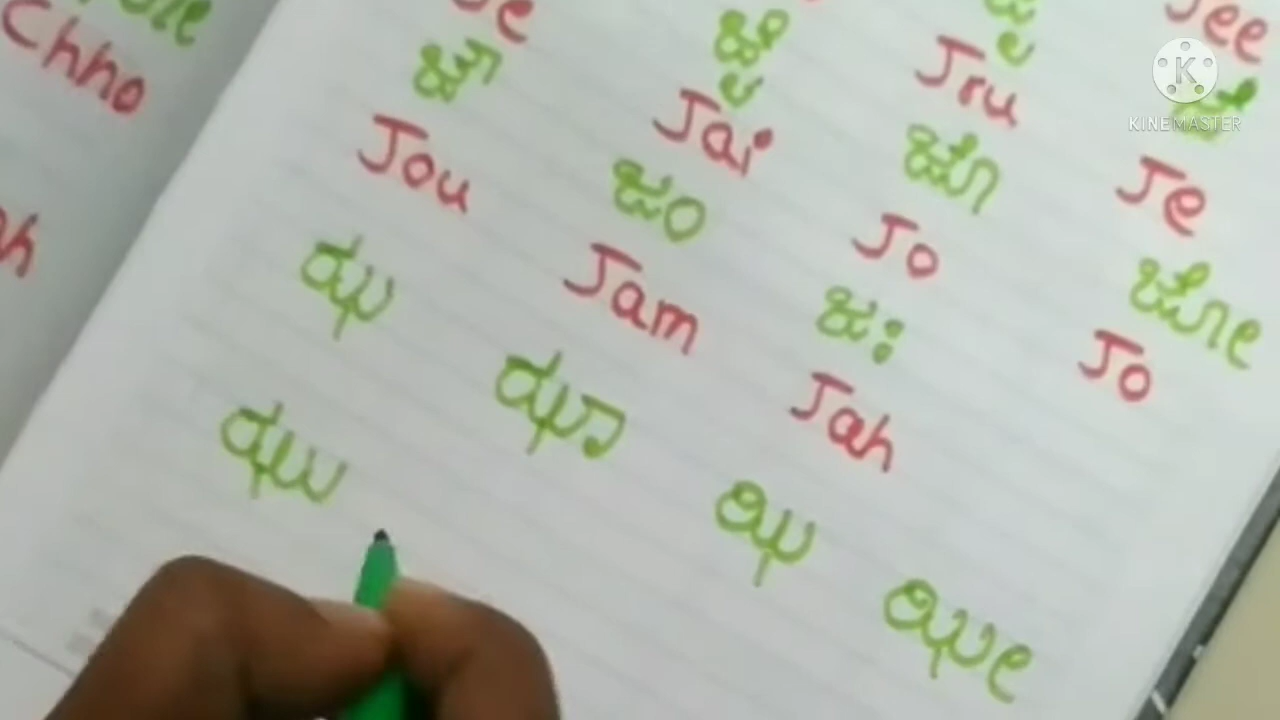 Chho
Jee
ಜೃ ಜೆ
Jru Je
ಜೈ ಜೊ ಜೋ
Jai Jo Jo
ಜೌ ಜಂ ಜಃ
Jou Jam Jah
ಝ ಝಾ ಝಿ ಝೀ
ಝು
KINEMASTER